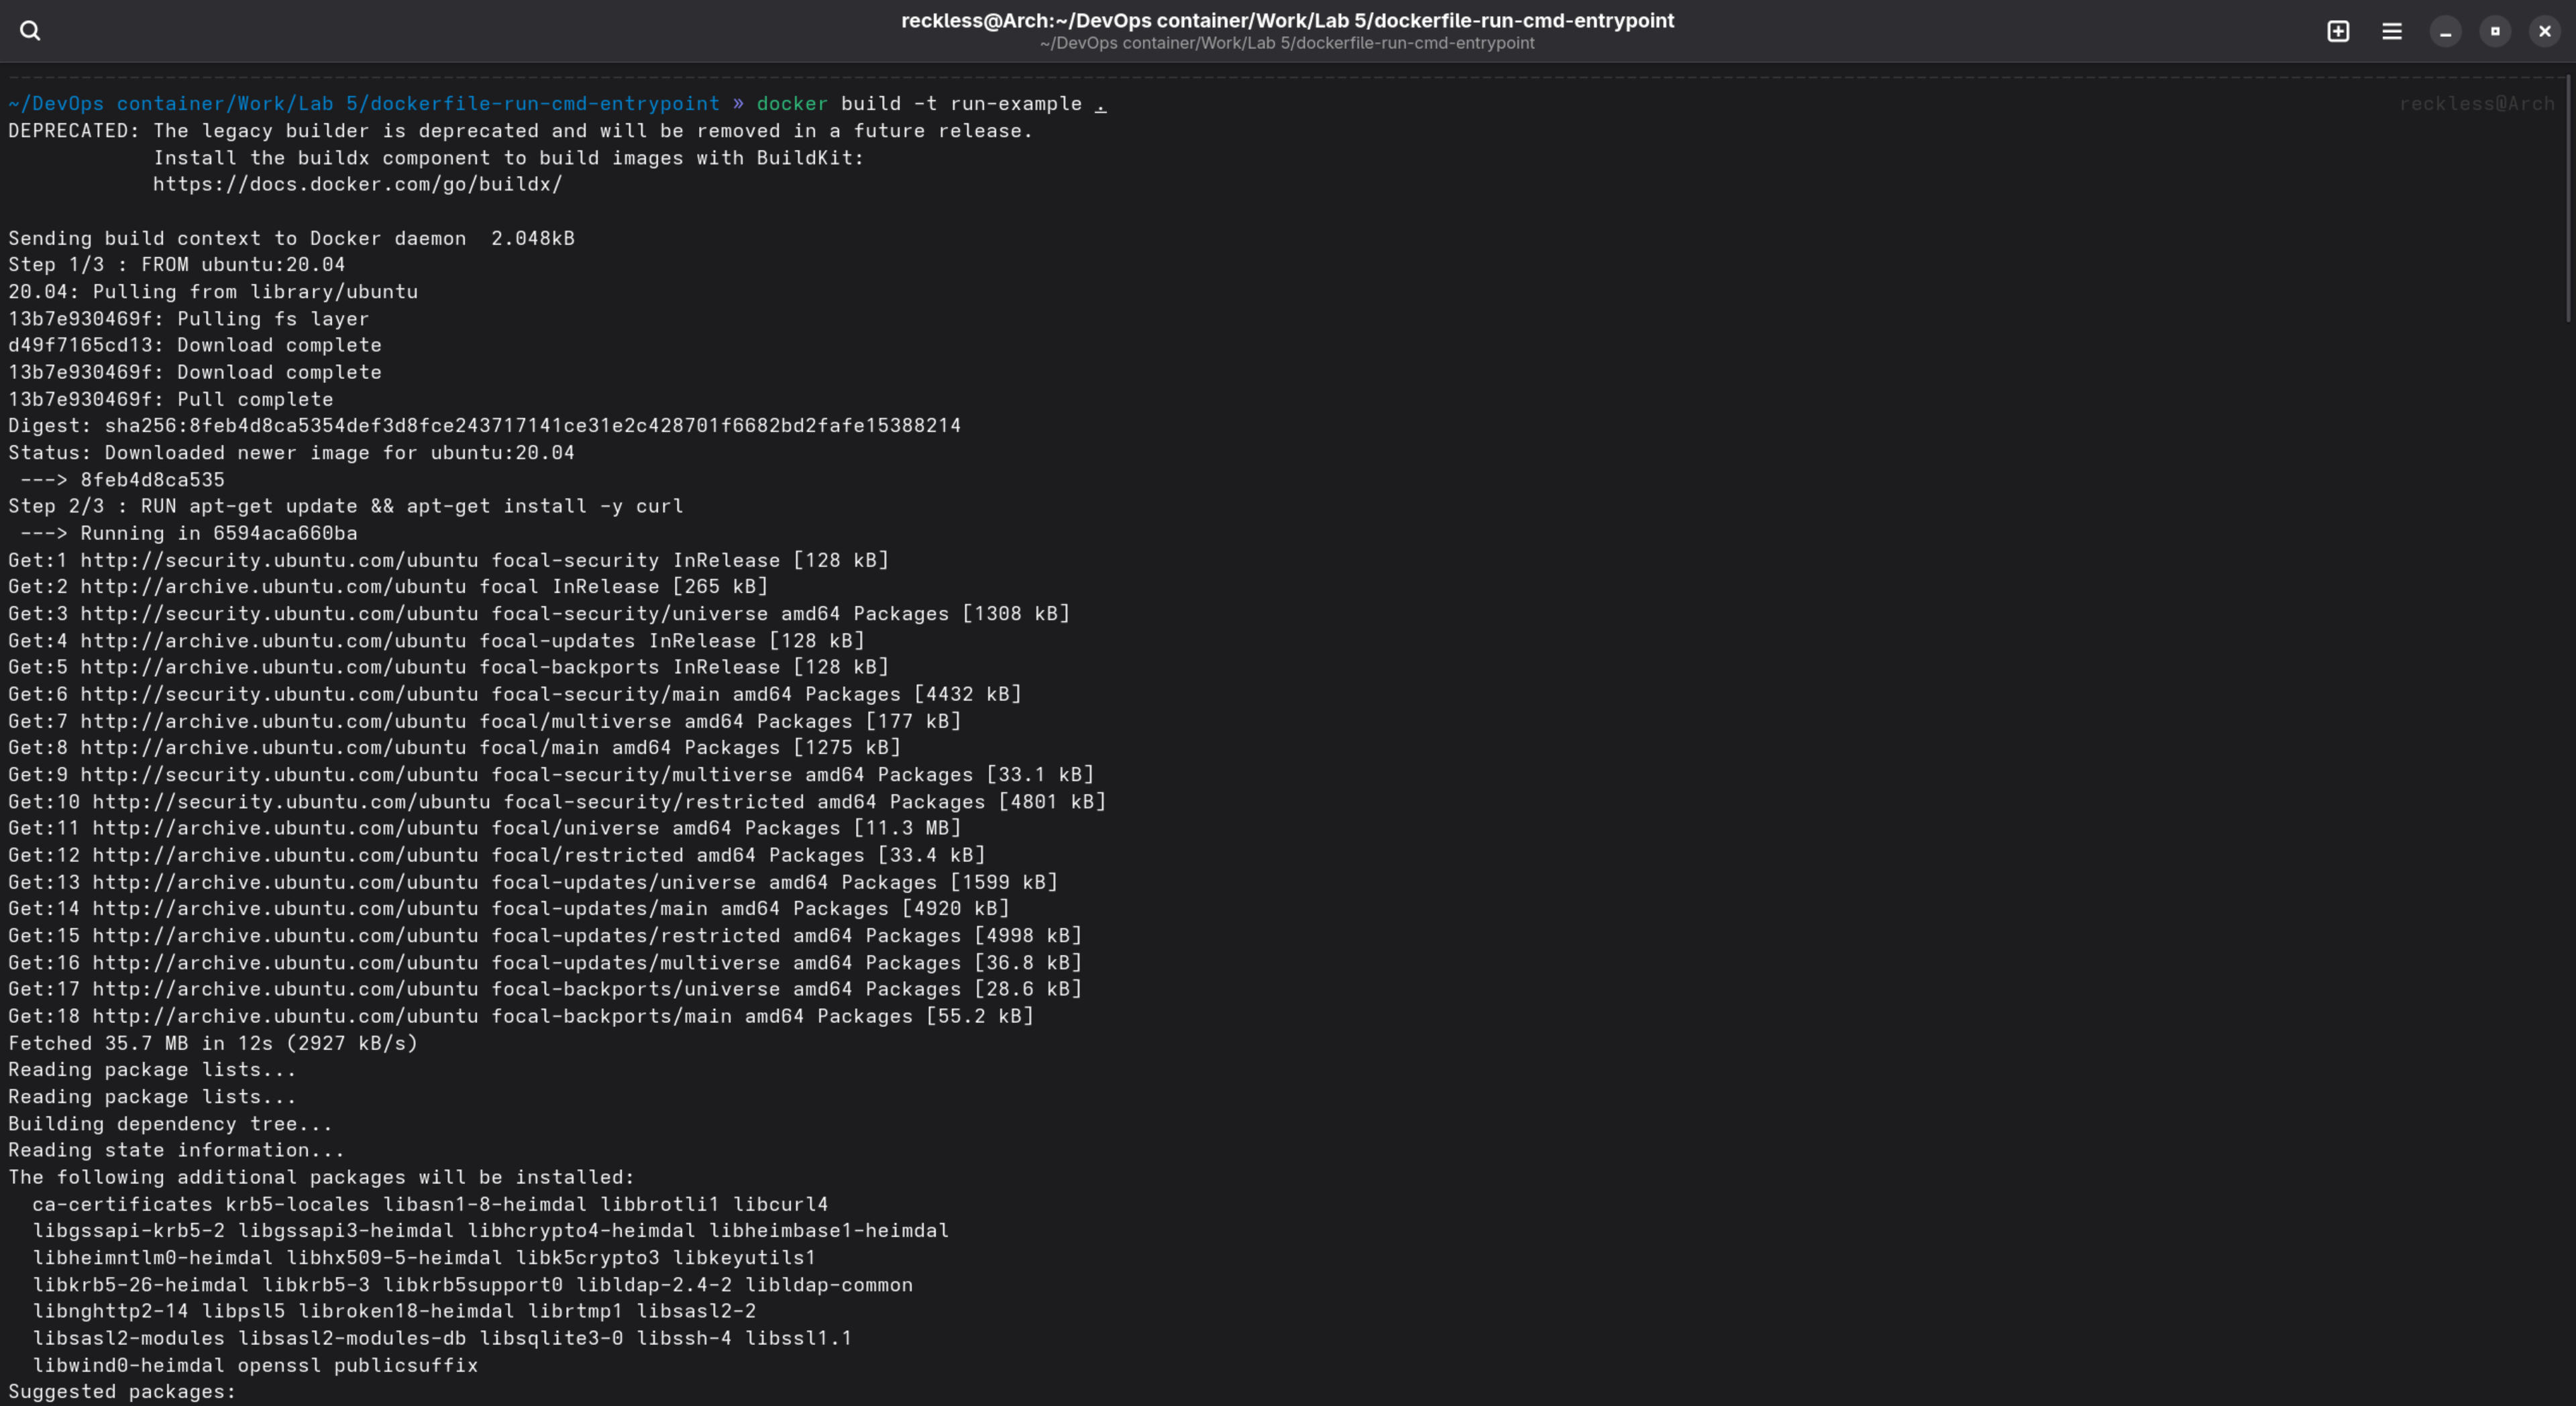 reckless@Arch:~/DevOps container/Work/Lab 5/dockerfile-run-cmd-entrypoint
~/DevOps container/Work/Lab 5/dockerfile-run-cmd-entrypoint
~/DevOps container/Work/Lab 5/dockerfile-run-cmd-entrypoint » docker build -t run-example . reckless@Arch
DEPRECATED: The legacy builder is deprecated and will be removed in a future release.
Install the buildx component to build images with BuildKit:
https://docs.docker.com/go/buildx/
Sending build context to Docker daemon  2.048kB
Step 1/3 : FROM ubuntu:20.04
20.04: Pulling from library/ubuntu
13b7e930469f: Pulling fs layer
d49f7165cd13: Download complete
13b7e930469f: Download complete
13b7e930469f: Pull complete
Digest: sha256:8feb4d8ca5354def3d8fce243717141ce31e2c428701f6682bd2fafe15388214
Status: Downloaded newer image for ubuntu:20.04
---> 8feb4d8ca535
Step 2/3 : RUN apt-get update && apt-get install -y curl
---> Running in 6594aca660ba
Get:1 http://security.ubuntu.com/ubuntu focal-security InRelease [128 kB]
Get:2 http://archive.ubuntu.com/ubuntu focal InRelease [265 kB]
Get:3 http://security.ubuntu.com/ubuntu focal-security/universe amd64 Packages [1308 kB]
Get:4 http://archive.ubuntu.com/ubuntu focal-updates InRelease [128 kB]
Get:5 http://archive.ubuntu.com/ubuntu focal-backports InRelease [128 kB]
Get:6 http://security.ubuntu.com/ubuntu focal-security/main amd64 Packages [4432 kB]
Get:7 http://archive.ubuntu.com/ubuntu focal/multiverse amd64 Packages [177 kB]
Get:8 http://archive.ubuntu.com/ubuntu focal/main amd64 Packages [1275 kB]
Get:9 http://security.ubuntu.com/ubuntu focal-security/multiverse amd64 Packages [33.1 kB]
Get:10 http://security.ubuntu.com/ubuntu focal-security/restricted amd64 Packages [4801 kB]
Get:11 http://archive.ubuntu.com/ubuntu focal/universe amd64 Packages [11.3 MB]
Get:12 http://archive.ubuntu.com/ubuntu focal/restricted amd64 Packages [33.4 kB]
Get:13 http://archive.ubuntu.com/ubuntu focal-updates/universe amd64 Packages [1599 kB]
Get:14 http://archive.ubuntu.com/ubuntu focal-updates/main amd64 Packages [4920 kB]
Get:15 http://archive.ubuntu.com/ubuntu focal-updates/restricted amd64 Packages [4998 kB]
Get:16 http://archive.ubuntu.com/ubuntu focal-updates/multiverse amd64 Packages [36.8 kB]
Get:17 http://archive.ubuntu.com/ubuntu focal-backports/universe amd64 Packages [28.6 kB]
Get:18 http://archive.ubuntu.com/ubuntu focal-backports/main amd64 Packages [55.2 kB]
Fetched 35.7 MB in 12s (2927 kB/s)
Reading package lists...
Reading package lists...
Building dependency tree...
Reading state information...
The following additional packages will be installed:
ca-certificates krb5-locales libasn1-8-heimdal libbrotli1 libcurl4
libgssapi-krb5-2 libgssapi3-heimdal libhcrypto4-heimdal libheimbase1-heimdal
libheimntlm0-heimdal libhx509-5-heimdal libk5crypto3 libkeyutils1
libkrb5-26-heimdal libkrb5-3 libkrb5support0 libldap-2.4-2 libldap-common
libnghttp2-14 libpsl5 libroken18-heimdal librtmp1 libsasl2-2
libsasl2-modules libsasl2-modules-db libsqlite3-0 libssh-4 libssl1.1
libwind0-heimdal openssl publicsuffix
Suggested packages: